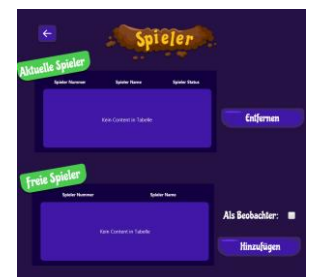 Spieler
Aktuelle Spieler
Spieler Nummer Spieler Name Spieler Status
Kein Content in Tabelle
Entfernen
Freie Spieler
Spieler Nummer Spieler Name
Kein Content in Tabelle
Als Beobachter:
Hinzufügen